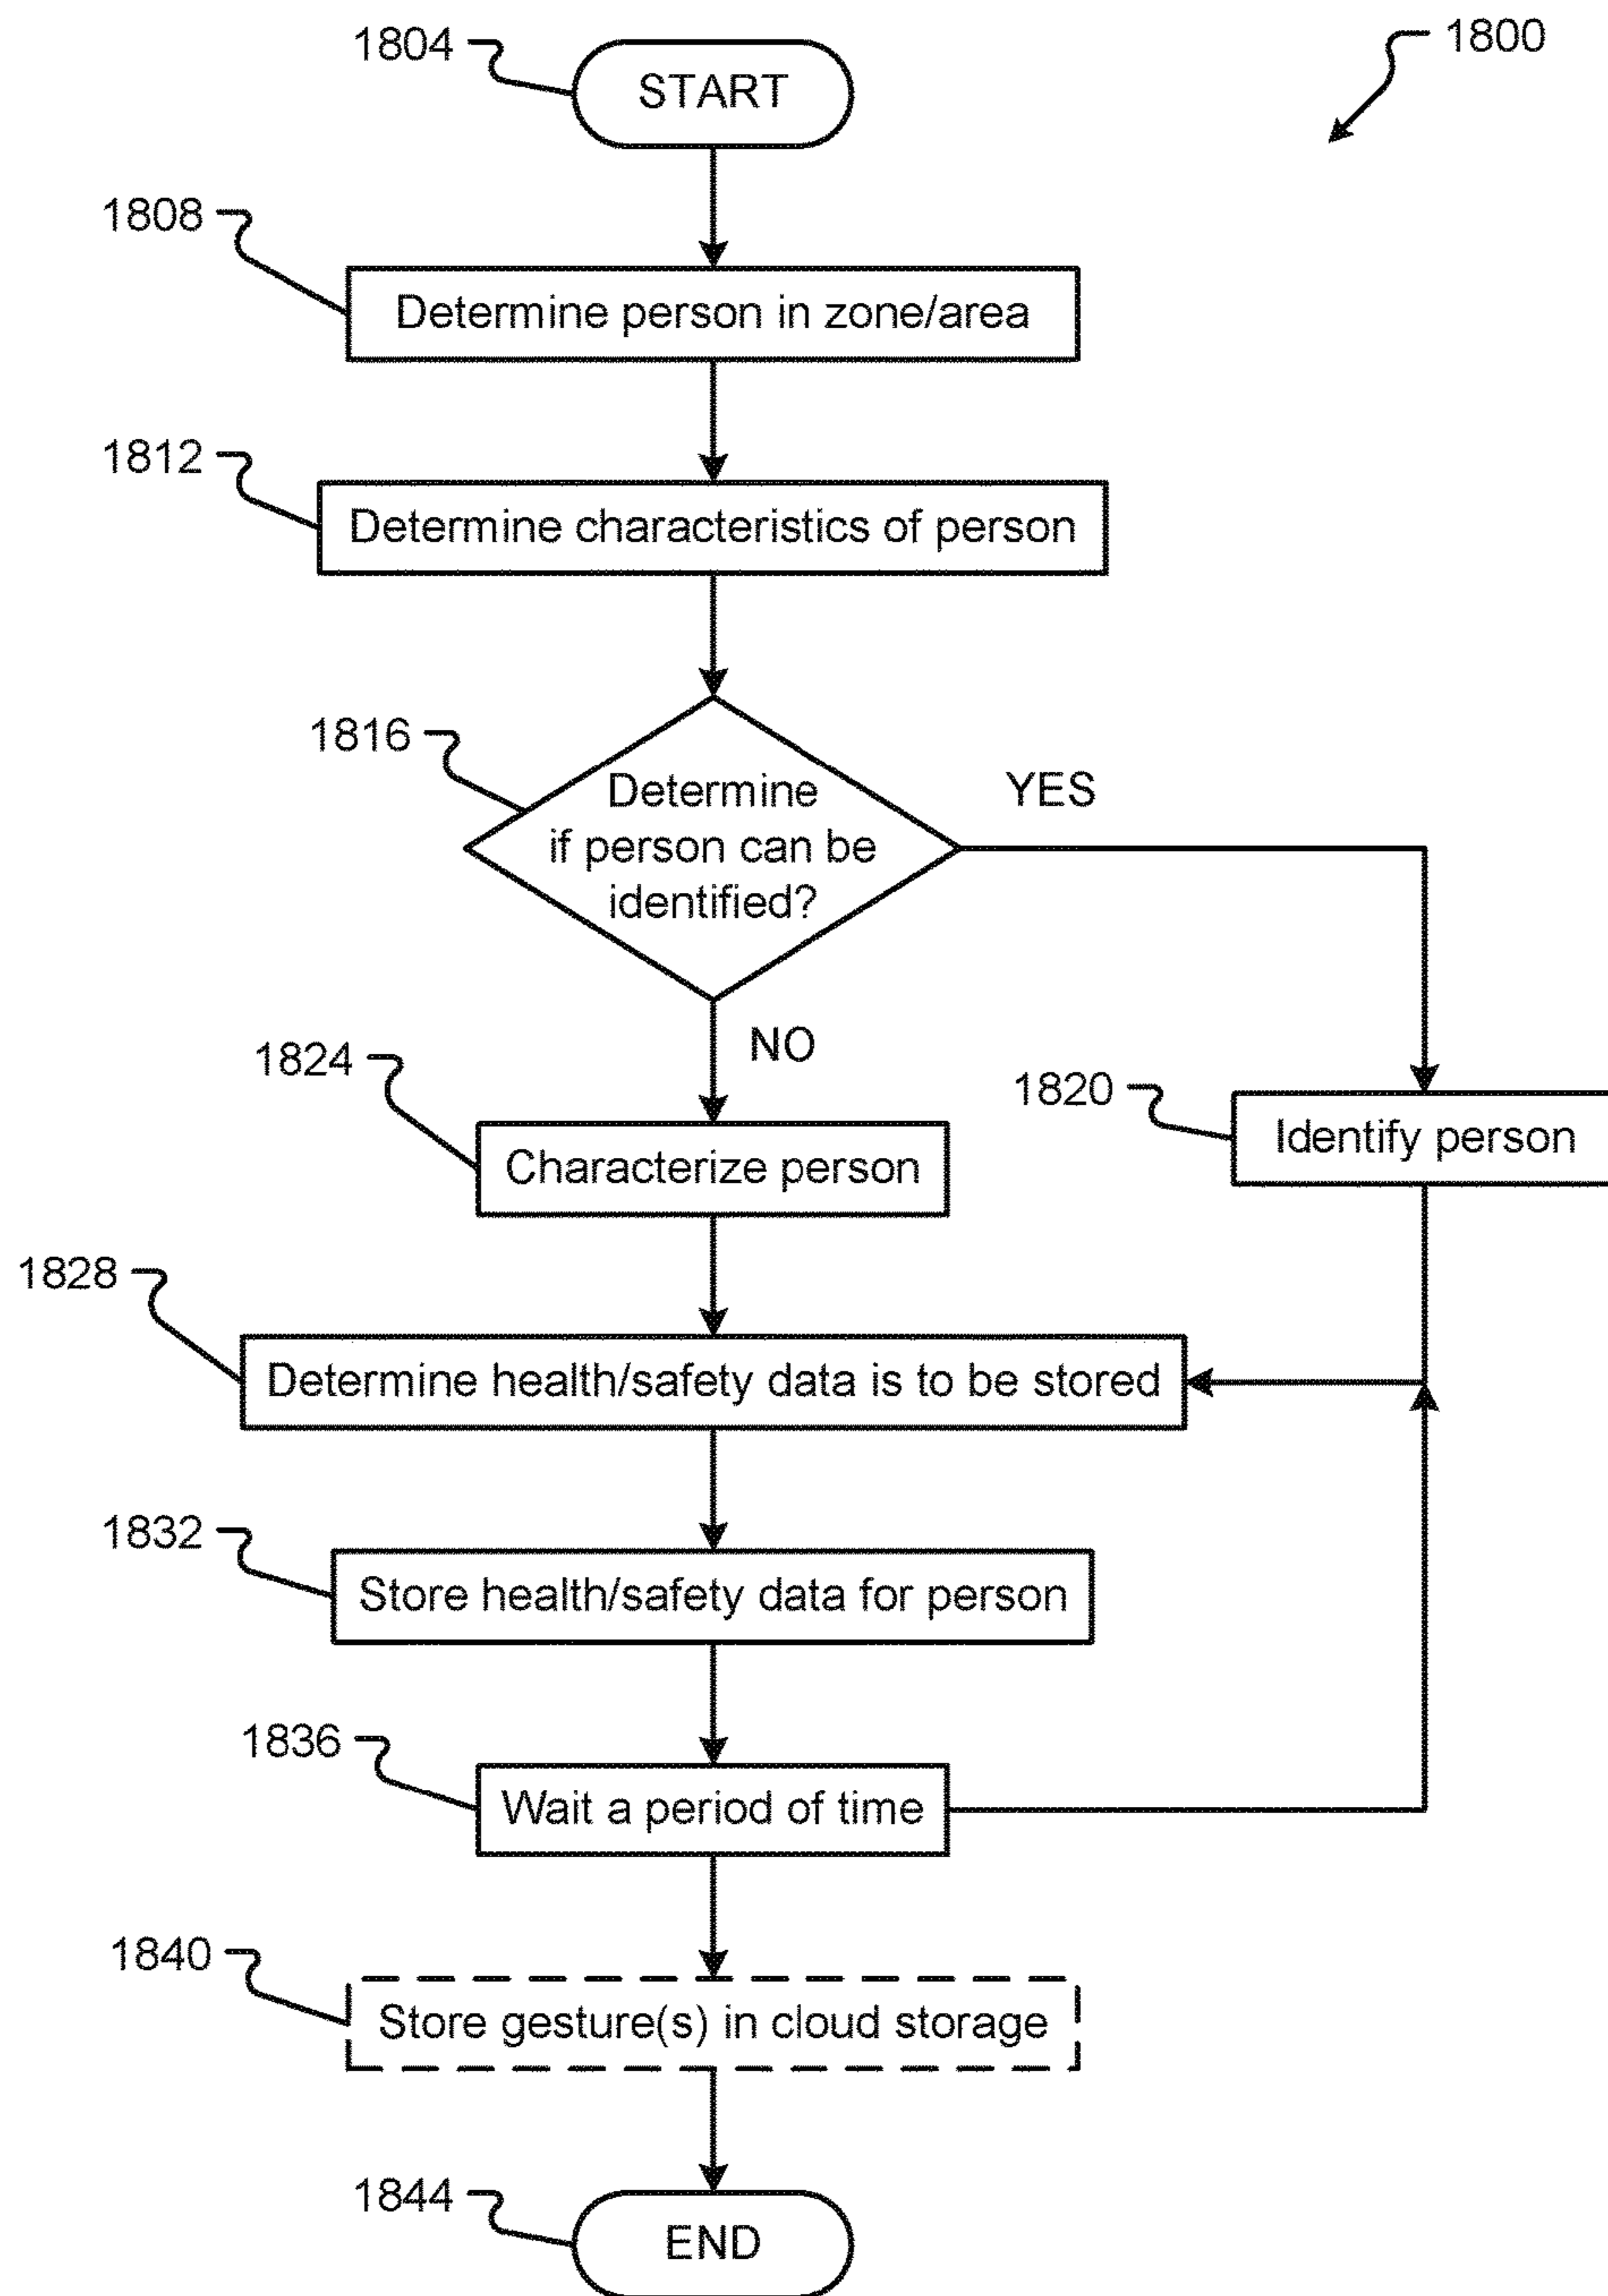 1804
START
1800
1808
Determine person in zone/area
1812
Determine characteristics of person
1816
Determine
if person can be
identified?
YES
NO
1824
Characterize person
1820
Identify person
1828
Determine health/safety data is to be stored
1832
Store health/safety data for person
1836
Wait a period of time
1840
Store gesture(s) in cloud storage
1844
END